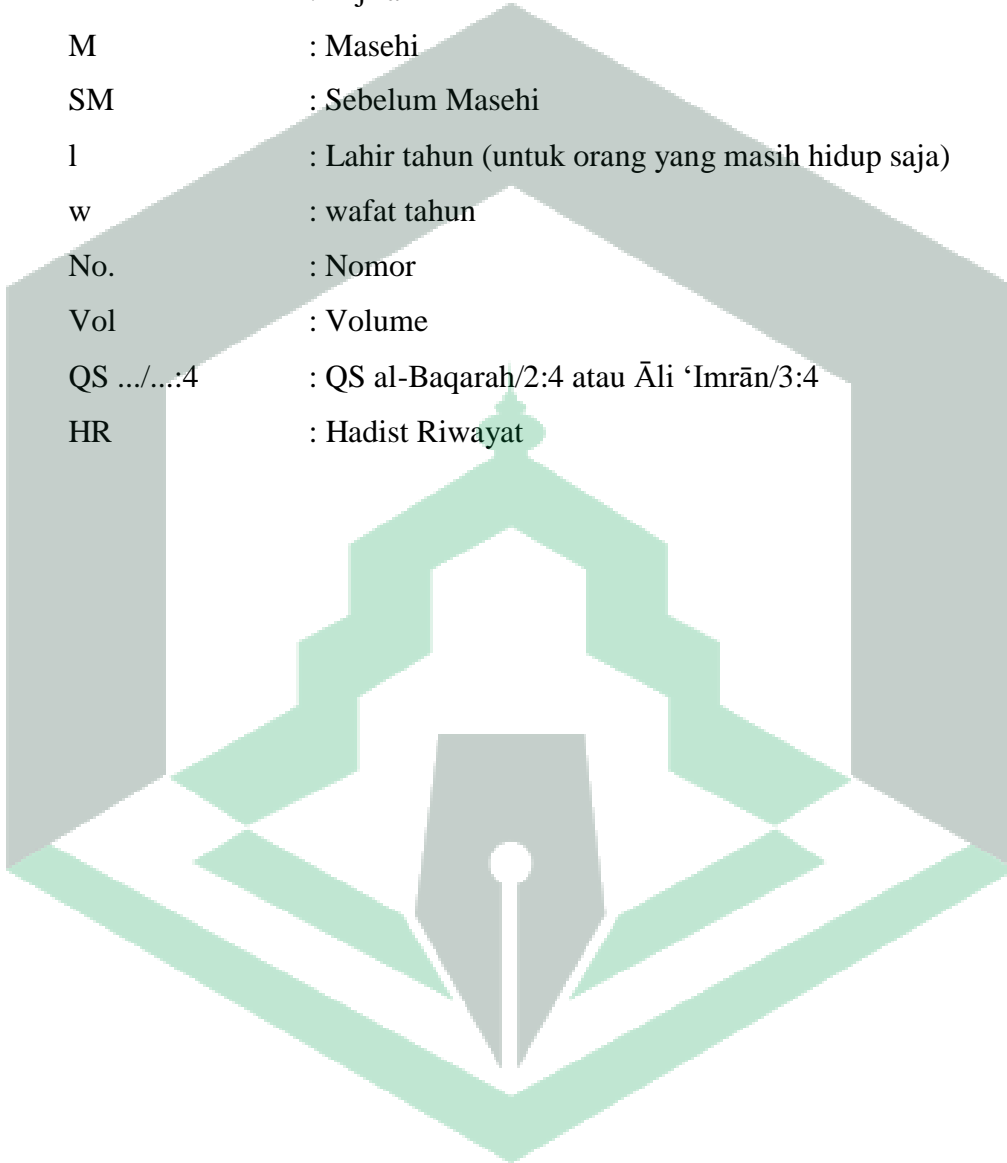 M : Masehi
SM : Sebelum Masehi
l : Lahir tahun (untuk orang yang masih hidup saja)
w : wafat tahun
No. : Nomor
Vol : Volume
QS .../...:4 : QS al-Baqarah/2:4 atau Āli ‘Imrān/3:4
HR : Hadist Riwayat